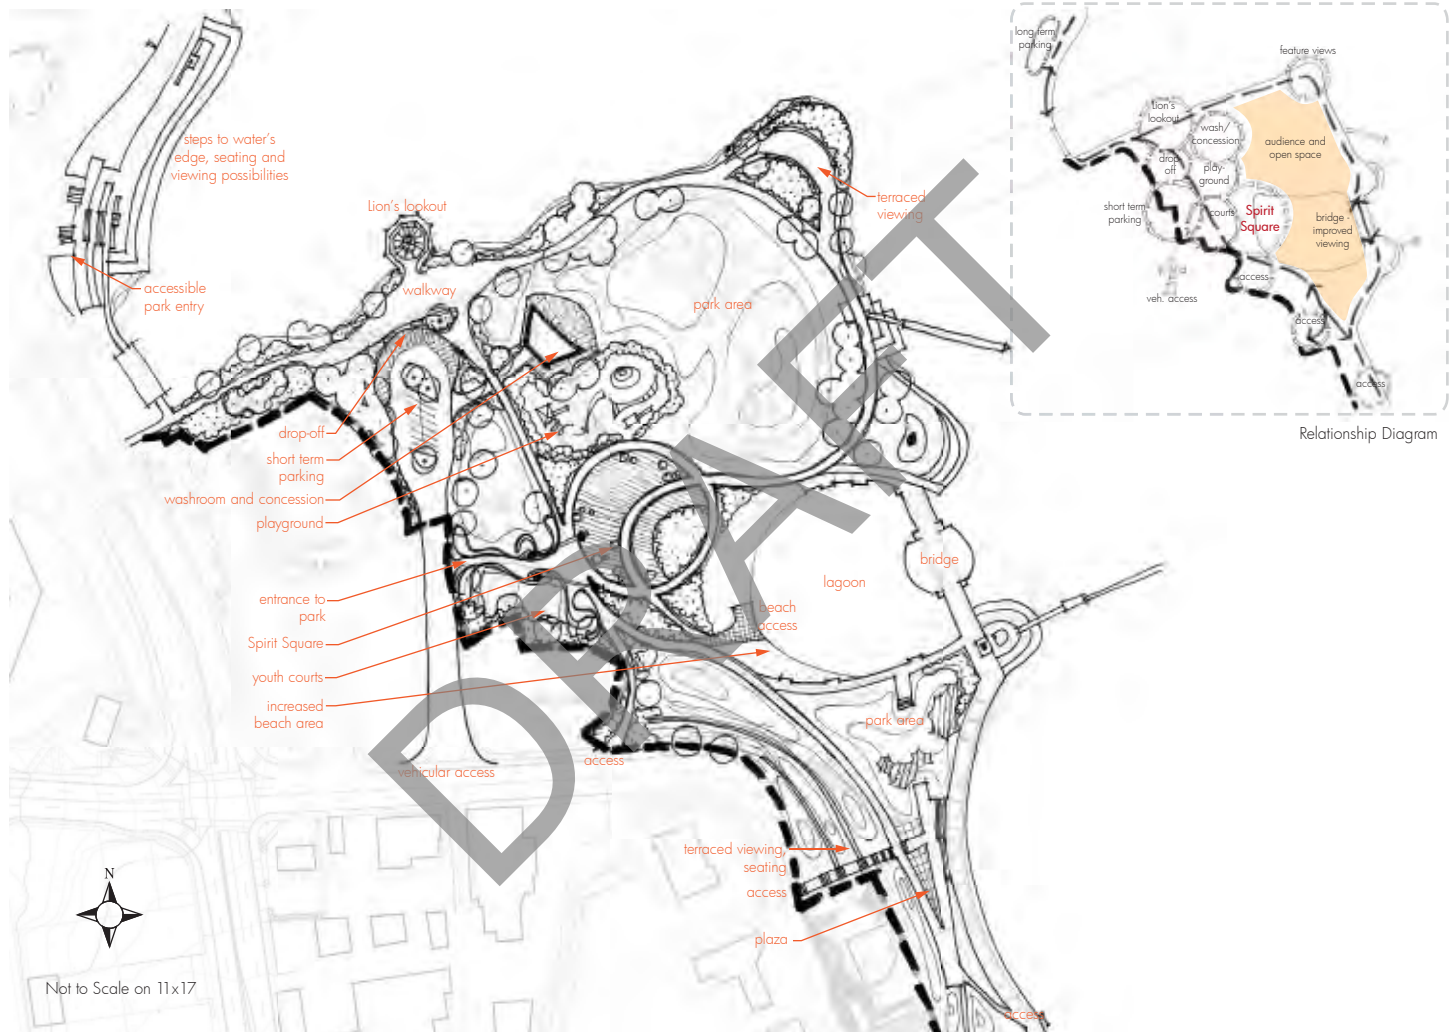 steps to water's
edge, seating and
viewing possibilities
Lion's lookout
terraced
viewing
accessible
park entry
walkway
park area
drop-off
short term
parking
washroom and concession
playground
entrance to
park
Spirit Square
youth courts
increased
beach area
bridge
lagoon
beach
access
park area
vehicular access
access
terraced viewing,
seating
access
plaza
access
DRAFT
N
Not to Scale on 11x17
long term
parking
feature views
Lion's
lookout
wash/
concession
audience and
open space
drop
off
play-
ground
short term
parking
courts
Spirit
Square
bridge -
improved
viewing
access
veh. access
access
access
Relationship Diagram